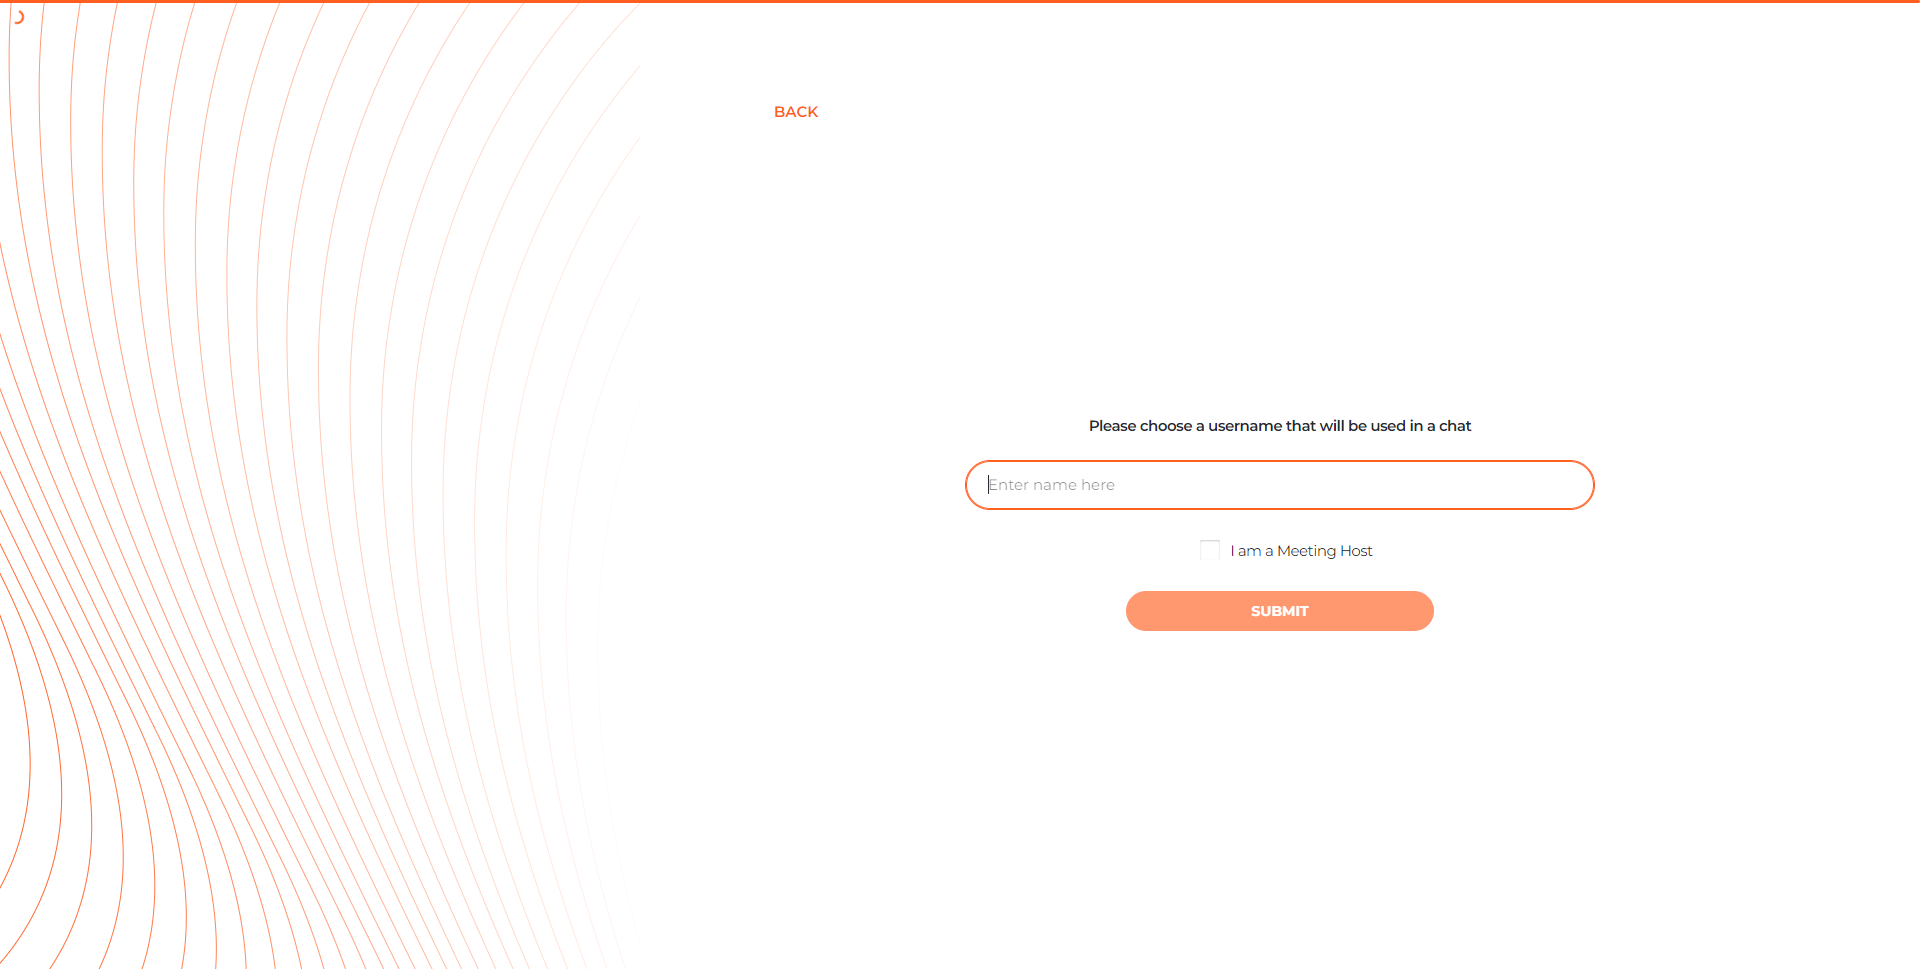 BACK
Please choose a username that will be used in a chat
Enter name here
I am a Meeting Host
SUBMIT